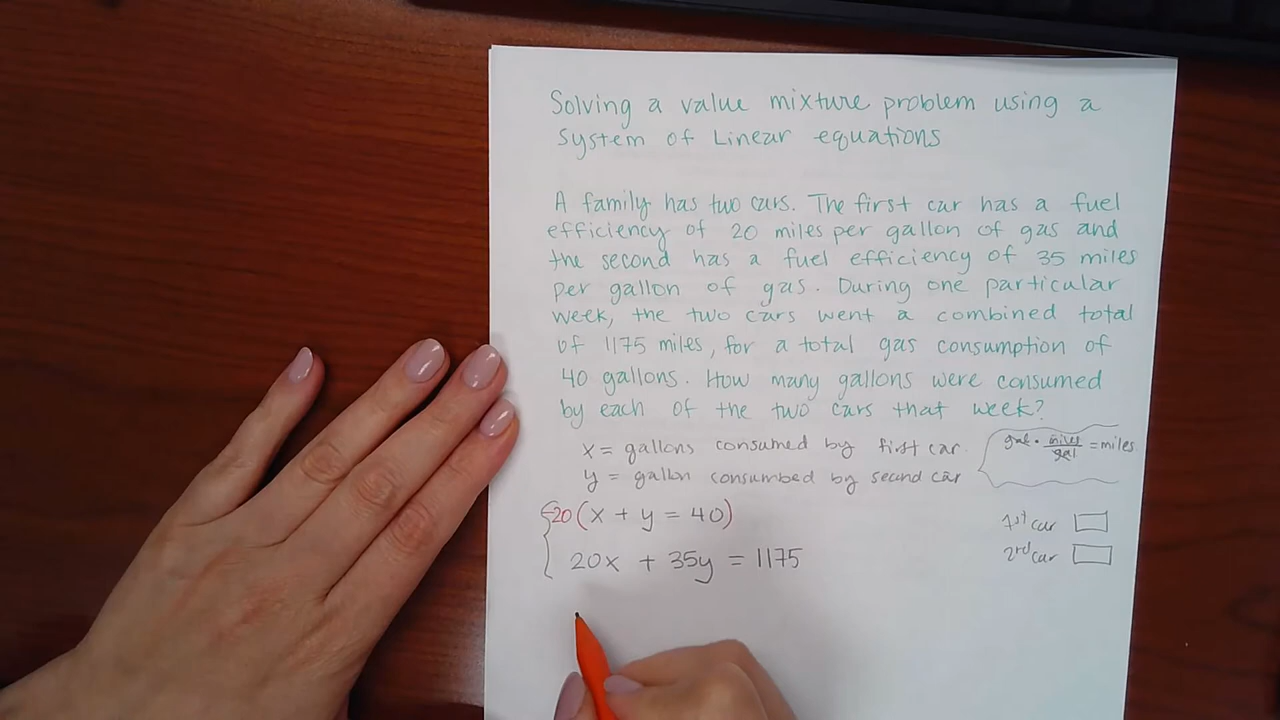 Solving a value mixture problem using a
system of Linear equations
A family has two cars. The first car has a fuel
efficiency of 20 miles per gallon of gas and
the second has a fuel efficiency of 35 miles
per gallon of gas. During one particular
week, the two cars went a combined total
of 1175 miles, for a total gas consumption of
40 gallons. How many gallons were consumed
by each of the two cars that week?
x = gallons consumed by first car
y = gallon consumbed by second car
gal · miles/gal = miles
-20(x + y = 40)
20x + 35y = 1175
1st car
2nd car